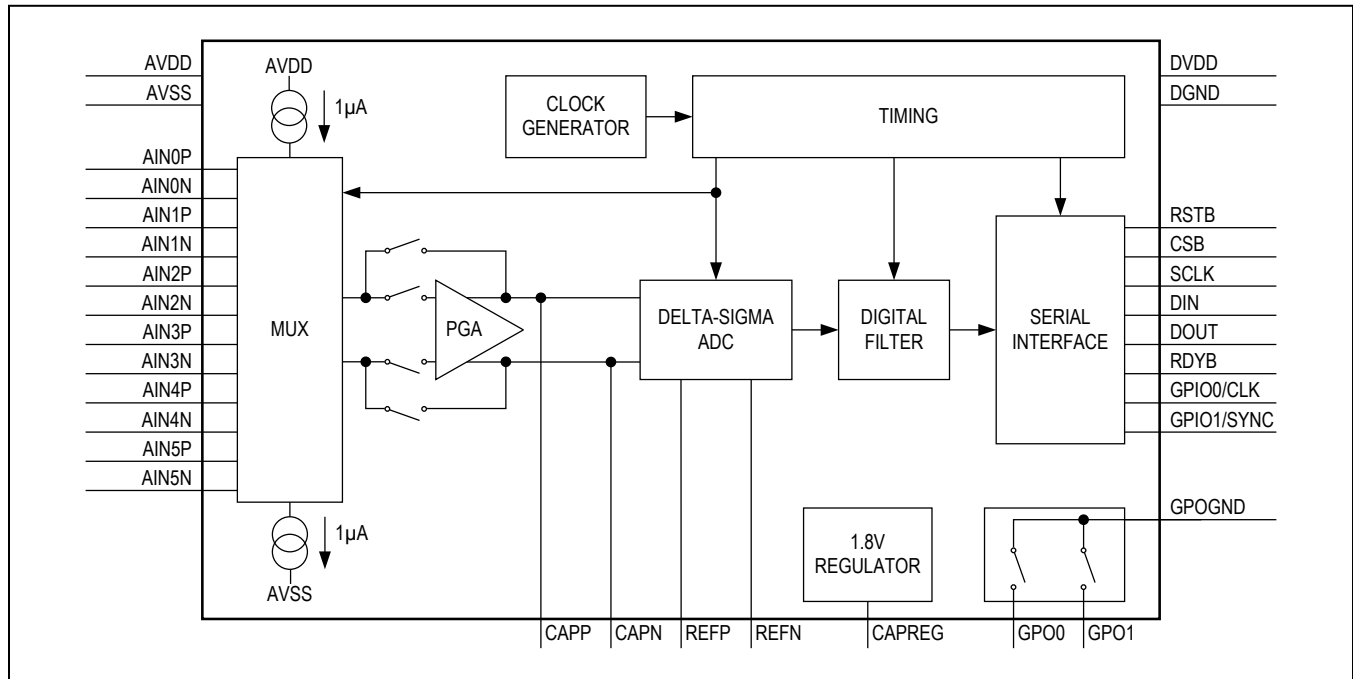 AVDD
AVSS
AIN0P
AIN0N
AIN1P
AIN1N
AIN2P
AIN2N
AIN3P
AIN3N
AIN4P
AIN4N
AIN5P
AIN5N
AVDD
1µA
MUX
1µA
AVSS
PGA
CLOCK
GENERATOR
TIMING
DELTA-SIGMA
ADC
DIGITAL
FILTER
SERIAL
INTERFACE
1.8V
REGULATOR
CAPP
CAPN
REFP
REFN
CAPREG
GPO0
GPO1
DVDD
DGND
RSTB
CSB
SCLK
DIN
DOUT
RDYB
GPIO0/CLK
GPIO1/SYNC
GPOGND